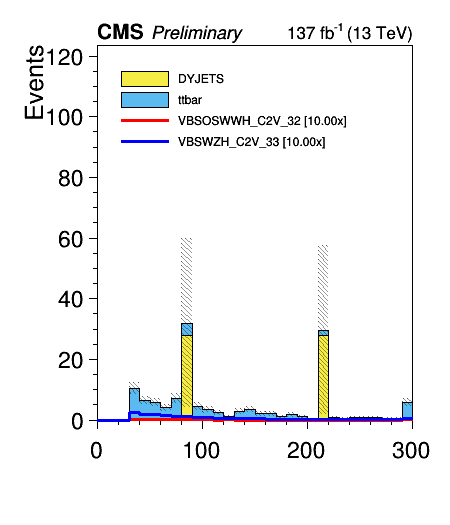 CMS Preliminary 137 fb-1 (13 TeV)
Events
120
100
80
60
40
20
0
DYJETS
ttbar
VBSOSWWH_C2V_32 [10.00x]
VBSWZH_C2V_33 [10.00x]
0 100 200 300